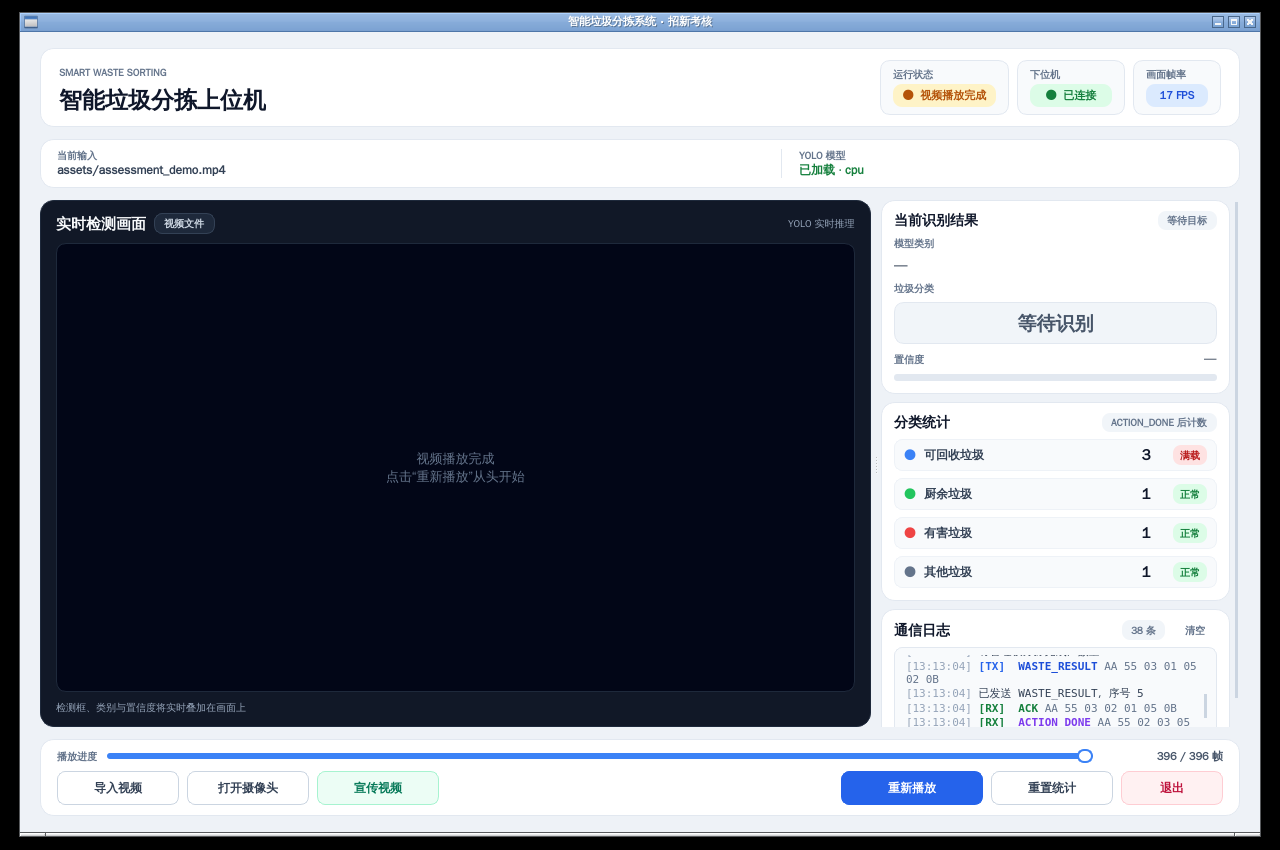 智能垃圾分拣系统 - 招新考核
SMART WASTE SORTING
智能垃圾分拣上位机
运行状态
视频播放完成
下位机
已连接
画面帧率
17 FPS
当前输入
assets/assessment_demo.mp4
YOLO 模型
已加载 · cpu
实时检测画面
视频文件
YOLO 实时推理
视频播放完成
点击“重新播放”从头开始
检测框、类别与置信度将实时叠加在画面上
当前识别结果
等待目标
模型类别
—
垃圾分类
等待识别
置信度
—
分类统计
ACTION_DONE 后计数
可回收垃圾 3 满载
厨余垃圾 1 正常
有害垃圾 1 正常
其他垃圾 1 正常
通信日志
38 条
清空
[13:13:04] [TX] WASTE_RESULT AA 55 03 01 05
02 0B
[13:13:04] 已发送 WASTE_RESULT, 序号 5
[13:13:04] [RX] ACK AA 55 03 02 01 05 0B
[13:13:04] [RX] ACTION_DONE AA 55 02 03 05
播放进度
396 / 396 帧
导入视频
打开摄像头
宣传视频
重新播放
重置统计
退出